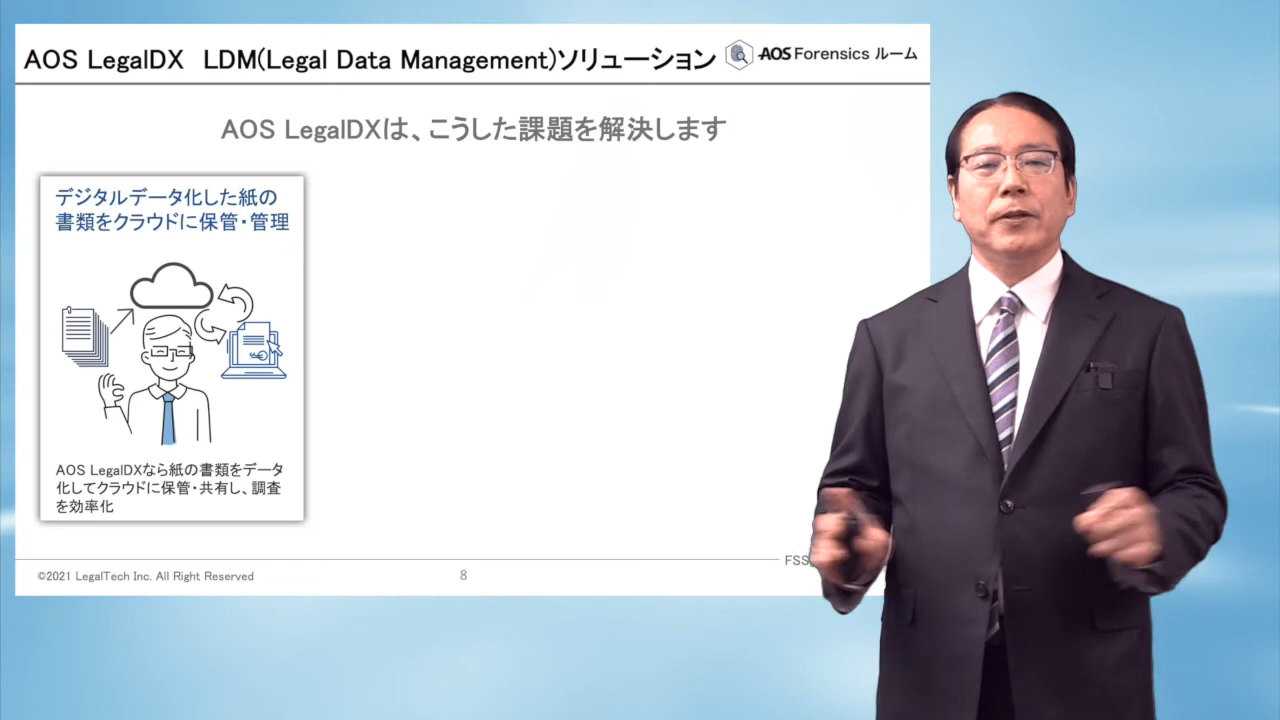 AOS LegalDX LDM(Legal Data Management)ソリューション
AOS Forensics ルーム
AOS LegalDXは、こうした課題を解決します
デジタルデータ化した紙の
書類をクラウドに保管・管理
AOS LegalDXなら紙の書類をデータ
化してクラウドに保管・共有し、調査
を効率化
©2021 LegalTech Inc. All Right Reserved
8
FSS